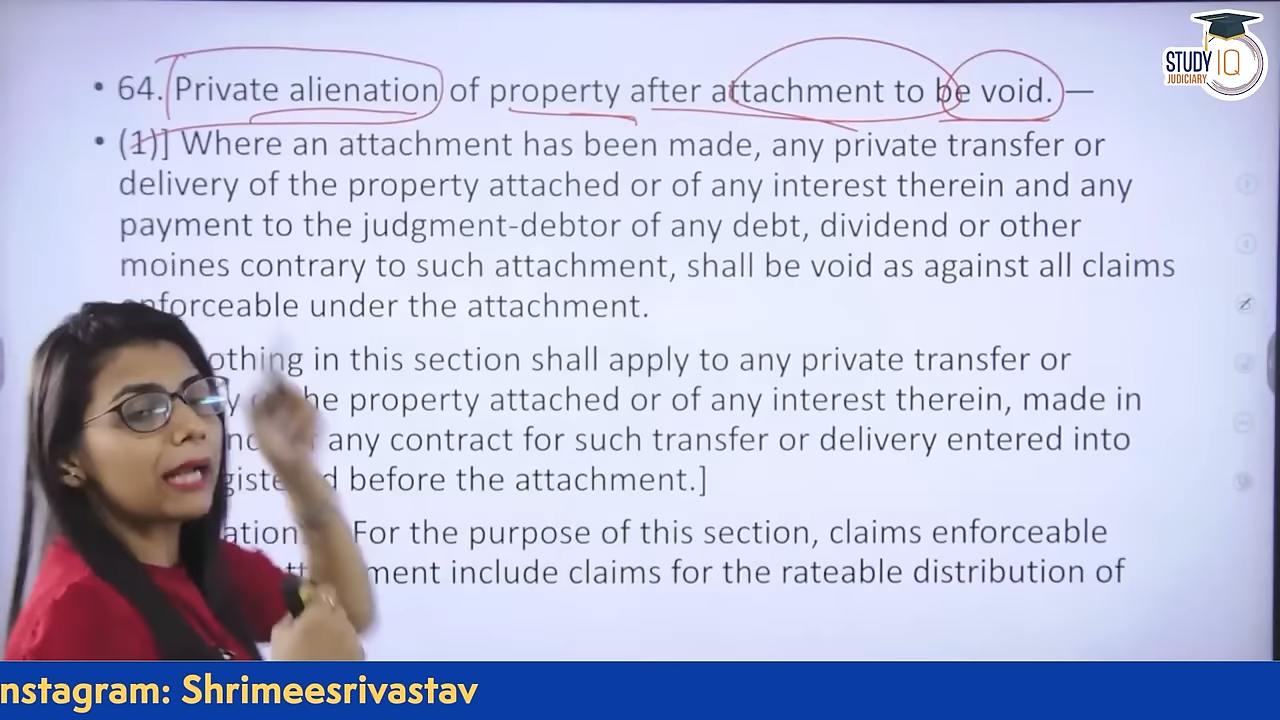 STUDY IQ
JUDICIARY
• 64. Private alienation of property after attachment to be void. —
• (1)] Where an attachment has been made, any private transfer or
delivery of the property attached or of any interest therein and any
payment to the judgment-debtor of any debt, dividend or other
moines contrary to such attachment, shall be void as against all claims
enforceable under the attachment.
othing in this section shall apply to any private transfer or
y he property attached or of any interest therein, made in
any contract for such transfer or delivery entered into
d before the attachment.]
ation For the purpose of this section, claims enforceable
ment include claims for the rateable distribution of
nstagram: Shrimeesrivastav